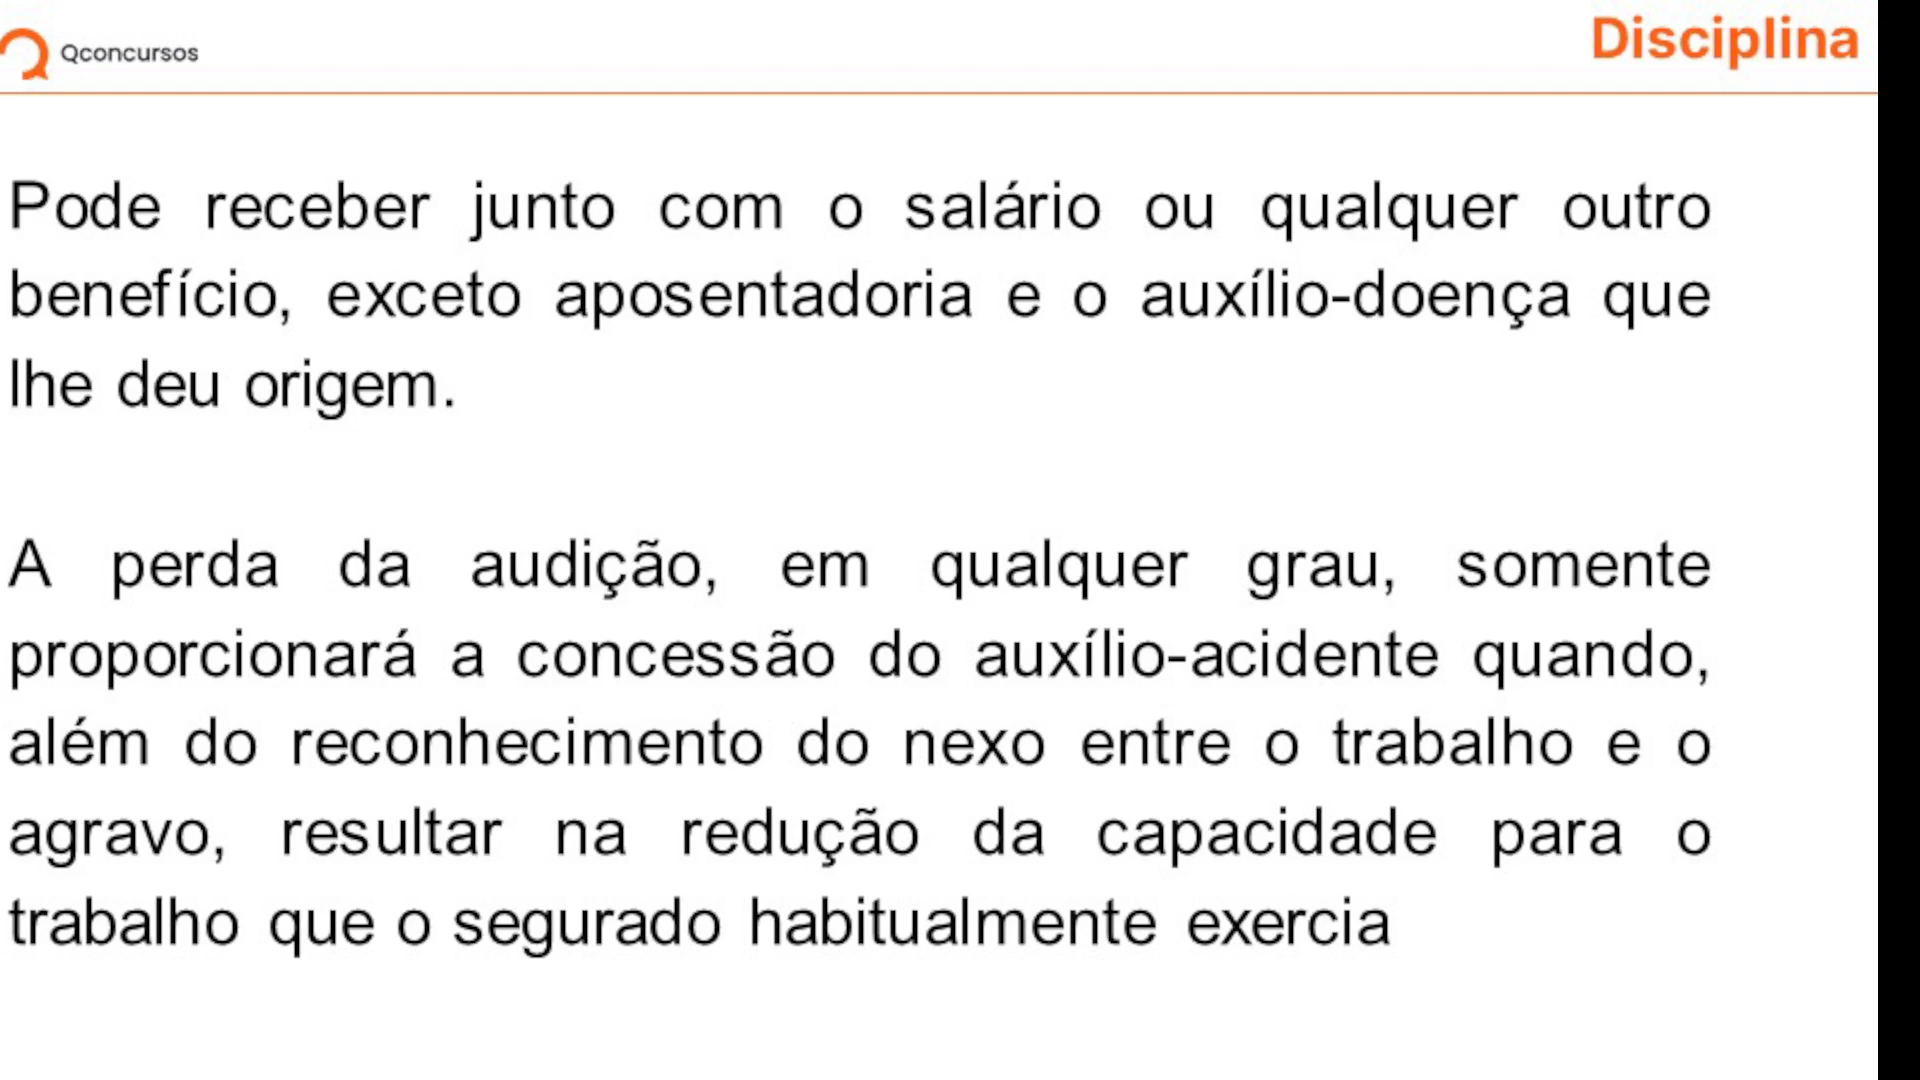 Qconcursos
Disciplina
Pode receber junto com o salário ou qualquer outro
benefício, exceto aposentadoria e o auxílio-doença que
lhe deu origem.
A perda da audição, em qualquer grau, somente
proporcionará a concessão do auxílio-acidente quando,
além do reconhecimento do nexo entre o trabalho e o
agravo, resultar na redução da capacidade para o
trabalho que o segurado habitualmente exercia